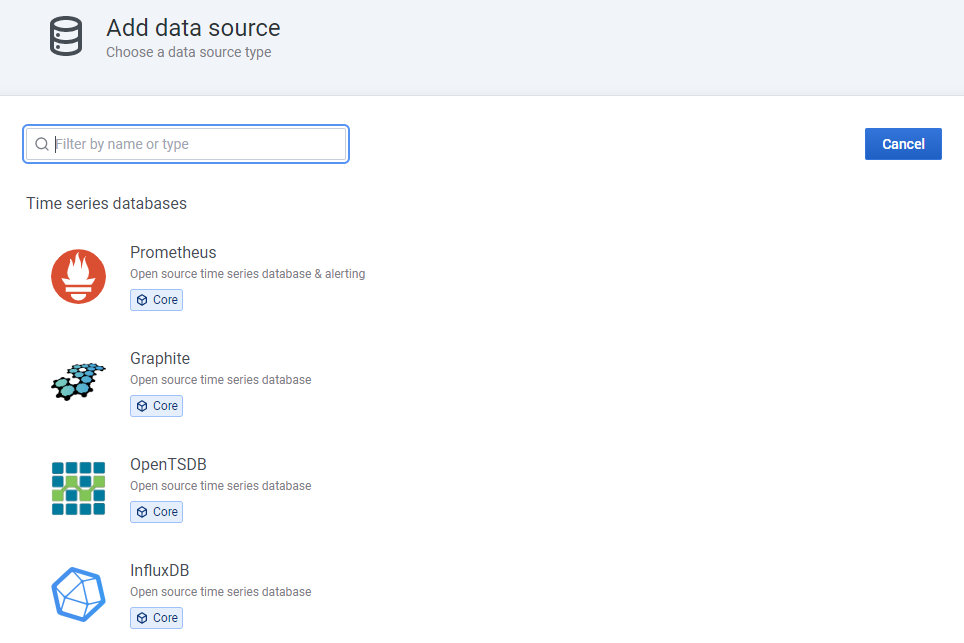 Add data source
Choose a data source type
Filter by name or type
Cancel
Time series databases
Prometheus
Open source time series database & alerting
Core
Graphite
Open source time series database
Core
OpenTSDB
Open source time series database
Core
InfluxDB
Open source time series database
Core